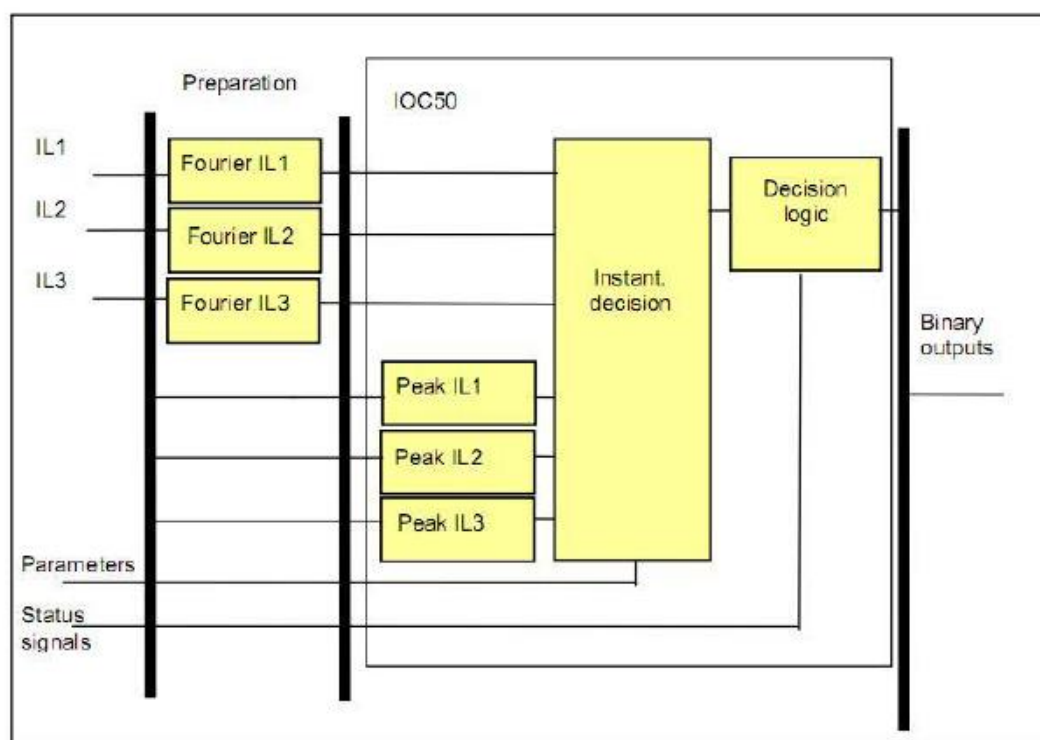 Preparation
IOC50
IL1
Fourier IL1
IL2
Fourier IL2
IL3
Fourier IL3
Decision
logic
Instant.
decision
Binary
outputs
Peak IL1
Peak IL2
Peak IL3
Parameters
Status
signals